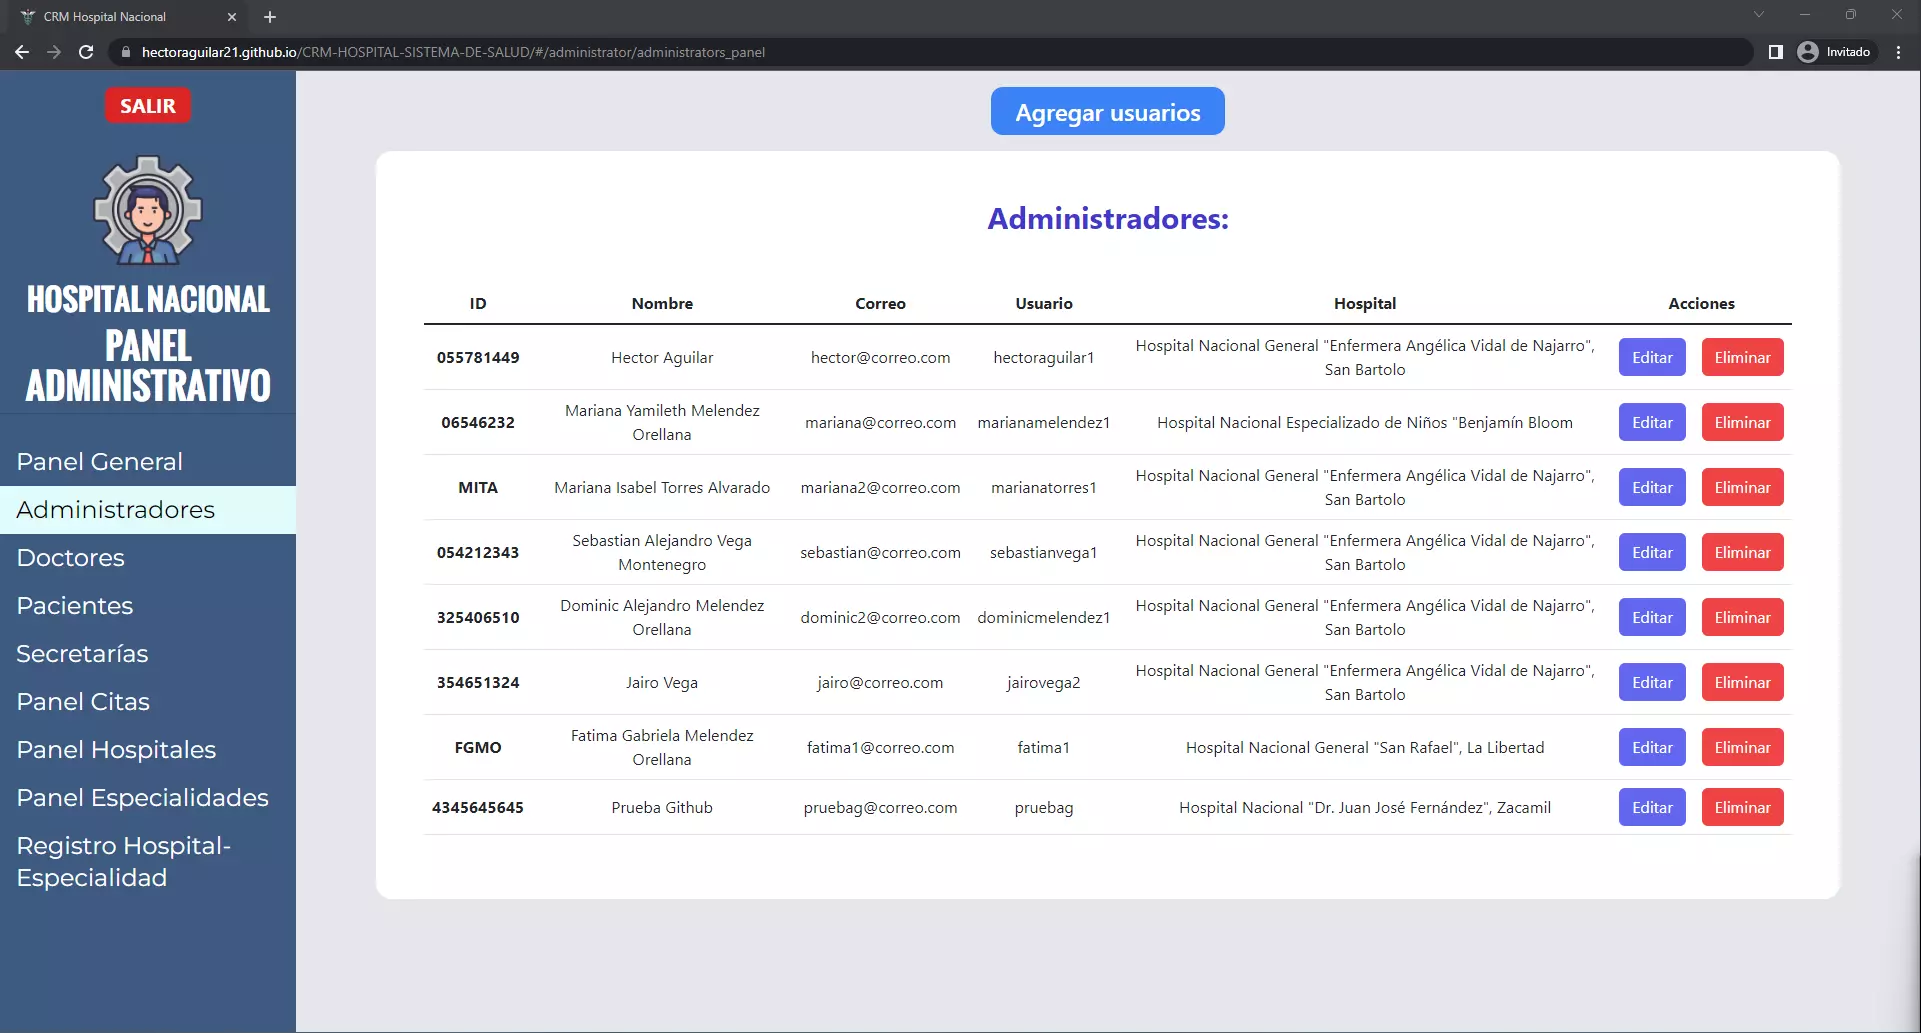 CRM Hospital Nacional
hectoraguilar21.github.io/CRM-HOSPITAL-SISTEMA-DE-SALUD/#/administrator/administrators_panel
Invitado
SALIR
HOSPITAL NACIONAL
PANEL
ADMINISTRATIVO
Panel General
Administradores
Doctores
Pacientes
Secretarías
Panel Citas
Panel Hospitales
Panel Especialidades
Registro Hospital-
Especialidad
Agregar usuarios
Administradores:
ID Nombre Correo Usuario Hospital Acciones
055781449 Hector Aguilar hector@correo.com hectoraguilar1 Hospital Nacional General "Enfermera Angélica Vidal de Najarro", Editar Eliminar
San Bartolo
06546232 Mariana Yamileth Melendez mariana@correo.com marianamelendez1 Hospital Nacional Especializado de Niños "Benjamín Bloom Editar Eliminar
Orellana
MITA Mariana Isabel Torres Alvarado mariana2@correo.com marianatorres1 Hospital Nacional General "Enfermera Angélica Vidal de Najarro", Editar Eliminar
San Bartolo
054212343 Sebastian Alejandro Vega sebastian@correo.com sebastianvega1 Hospital Nacional General "Enfermera Angélica Vidal de Najarro", Editar Eliminar
Montenegro San Bartolo
325406510 Dominic Alejandro Melendez dominic2@correo.com dominicmelendez1 Hospital Nacional General "Enfermera Angélica Vidal de Najarro", Editar Eliminar
Orellana San Bartolo
354651324 Jairo Vega jairo@correo.com jairovega2 Hospital Nacional General "Enfermera Angélica Vidal de Najarro", Editar Eliminar
San Bartolo
FGMO Fatima Gabriela Melendez fatima1@correo.com fatima1 Hospital Nacional General "San Rafael", La Libertad Editar Eliminar
Orellana
4345645645 Prueba Github pruebag@correo.com pruebag Hospital Nacional "Dr. Juan José Fernández", Zacamil Editar Eliminar